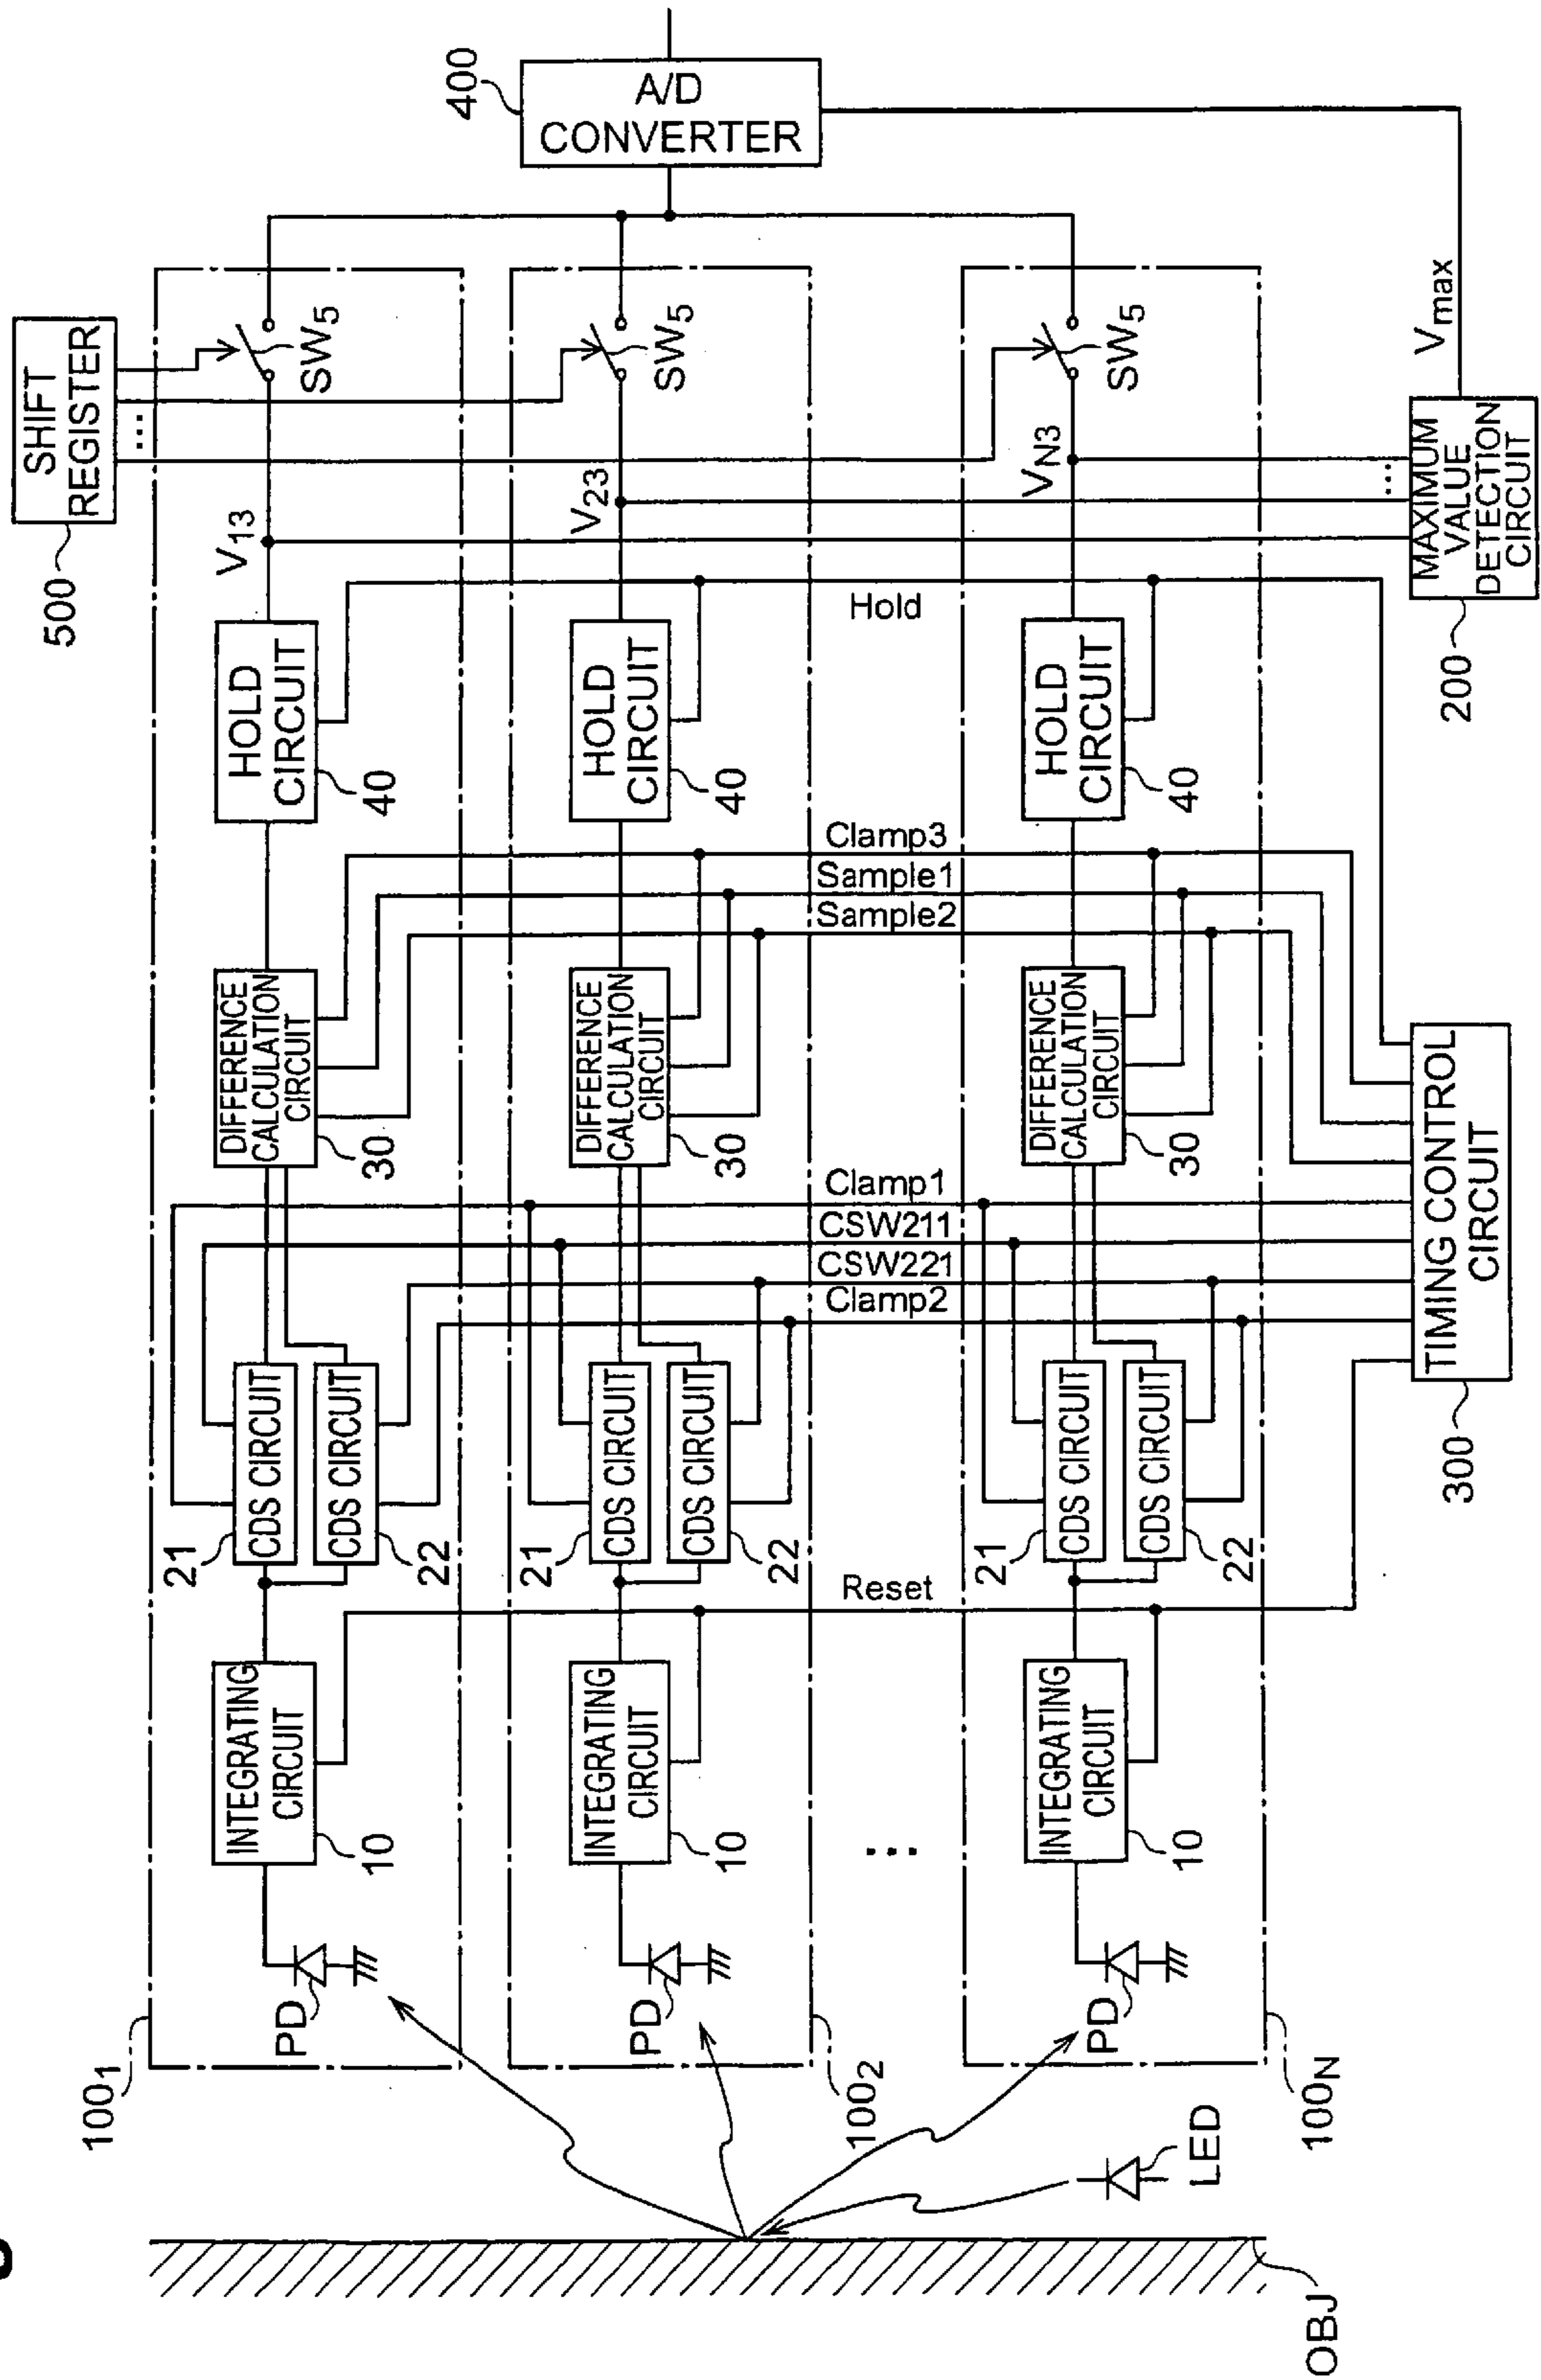 SHIFT
REGISTER
500
...
400
A/D
CONVERTER
100₁
PD
INTEGRATING
CIRCUIT
10
21
CDS CIRCUIT
CDS CIRCUIT
22
DIFFERENCE
CALCULATION
CIRCUIT
30
HOLD
CIRCUIT
40
V₁₃
SW₅
100₂
PD
INTEGRATING
CIRCUIT
10
21
CDS CIRCUIT
CDS CIRCUIT
22
DIFFERENCE
CALCULATION
CIRCUIT
30
HOLD
CIRCUIT
40
V₂₃
SW₅
...
Reset
Clamp1
CSW211
CSW221
Clamp2
Clamp3
Sample1
Sample2
Hold
100N
PD
INTEGRATING
CIRCUIT
10
21
CDS CIRCUIT
CDS CIRCUIT
22
DIFFERENCE
CALCULATION
CIRCUIT
30
HOLD
CIRCUIT
40
VN3
SW₅
LED
OBJ
TIMING CONTROL
CIRCUIT
300
...
MAXIMUM
VALUE
DETECTION
CIRCUIT
200
Vmax